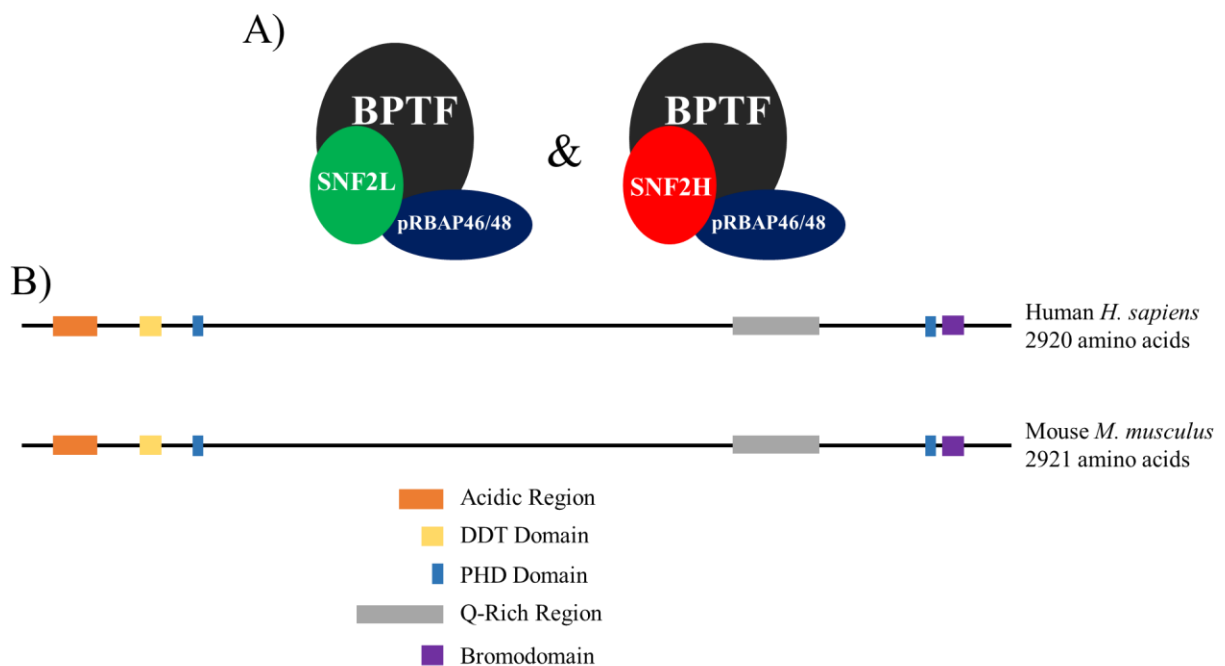 A)
BPTF
SNF2L
pRBAP46/48
&
BPTF
SNF2H
pRBAP46/48
B)
Human H. sapiens
2920 amino acids
Mouse M. musculus
2921 amino acids
Acidic Region
DDT Domain
PHD Domain
Q-Rich Region
Bromodomain